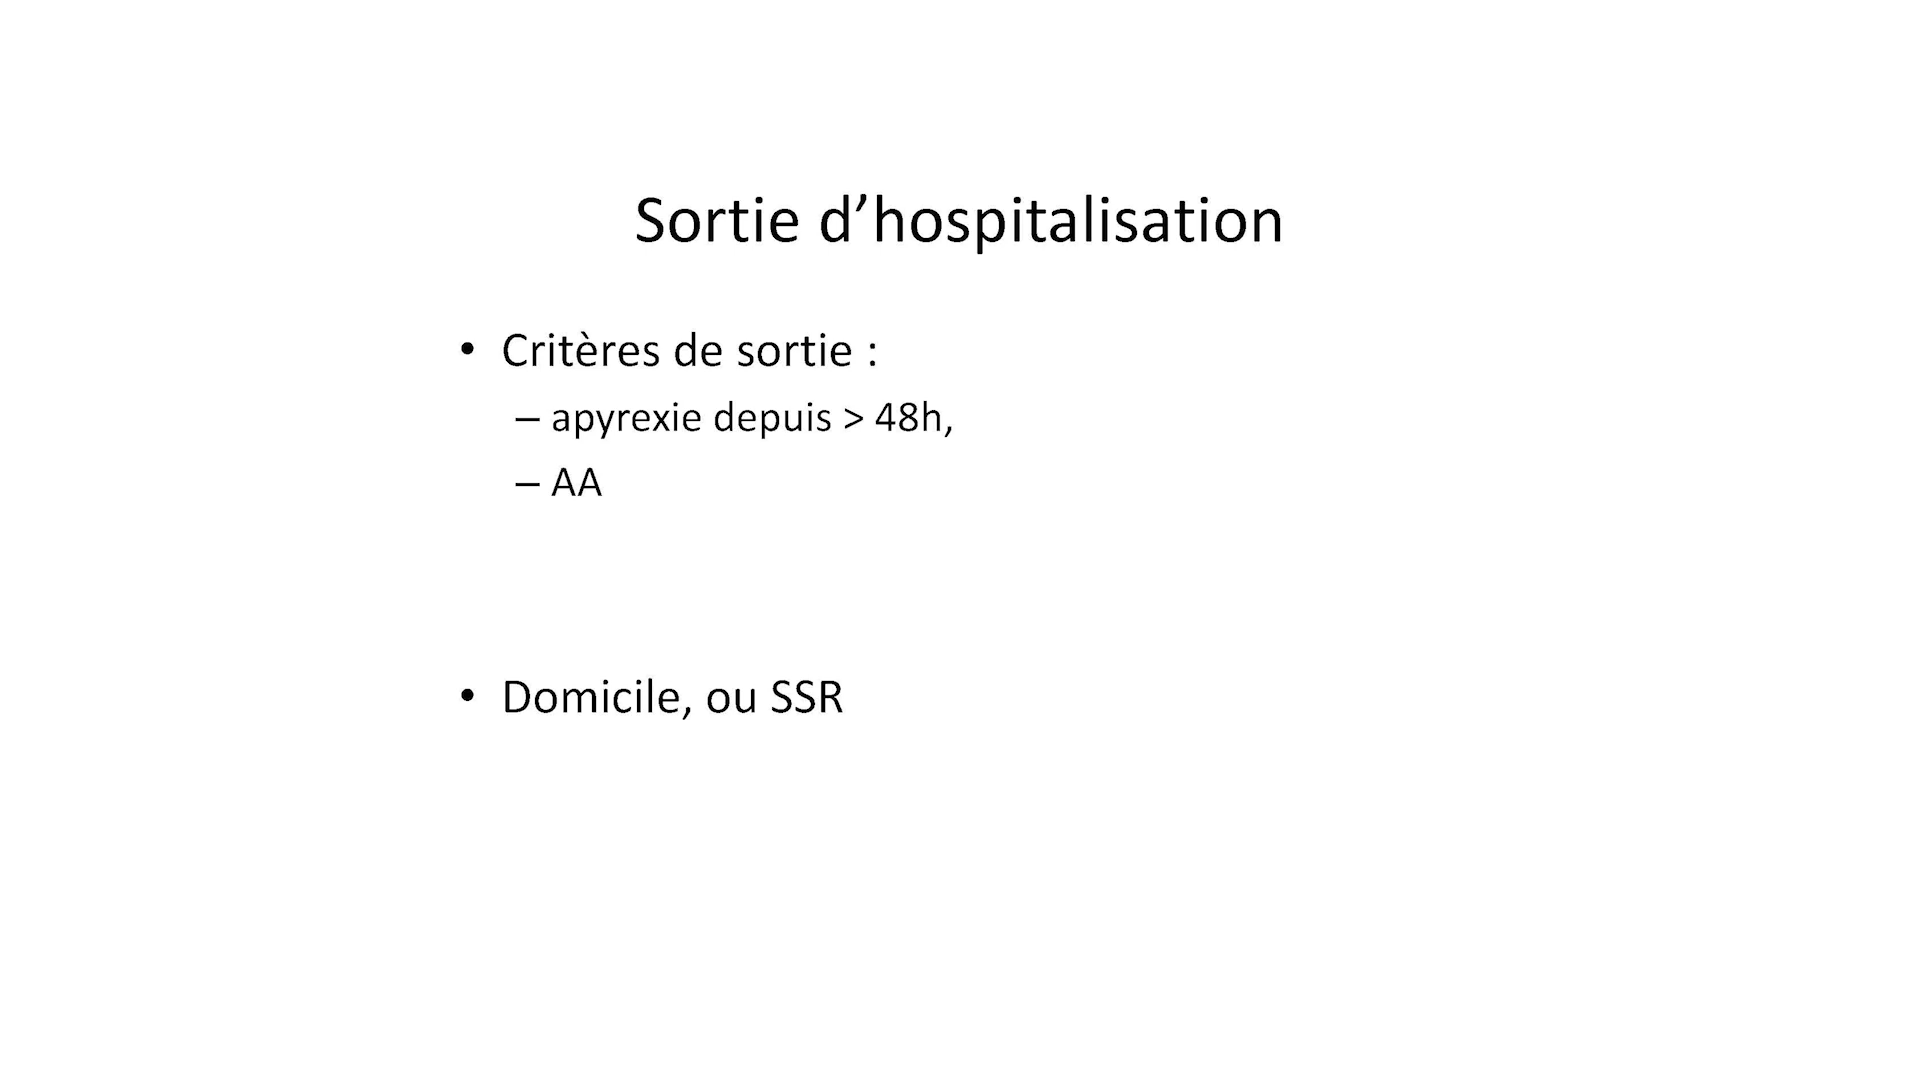 Sortie d’hospitalisation
• Critères de sortie :
– apyrexie depuis > 48h,
– AA
• Domicile, ou SSR